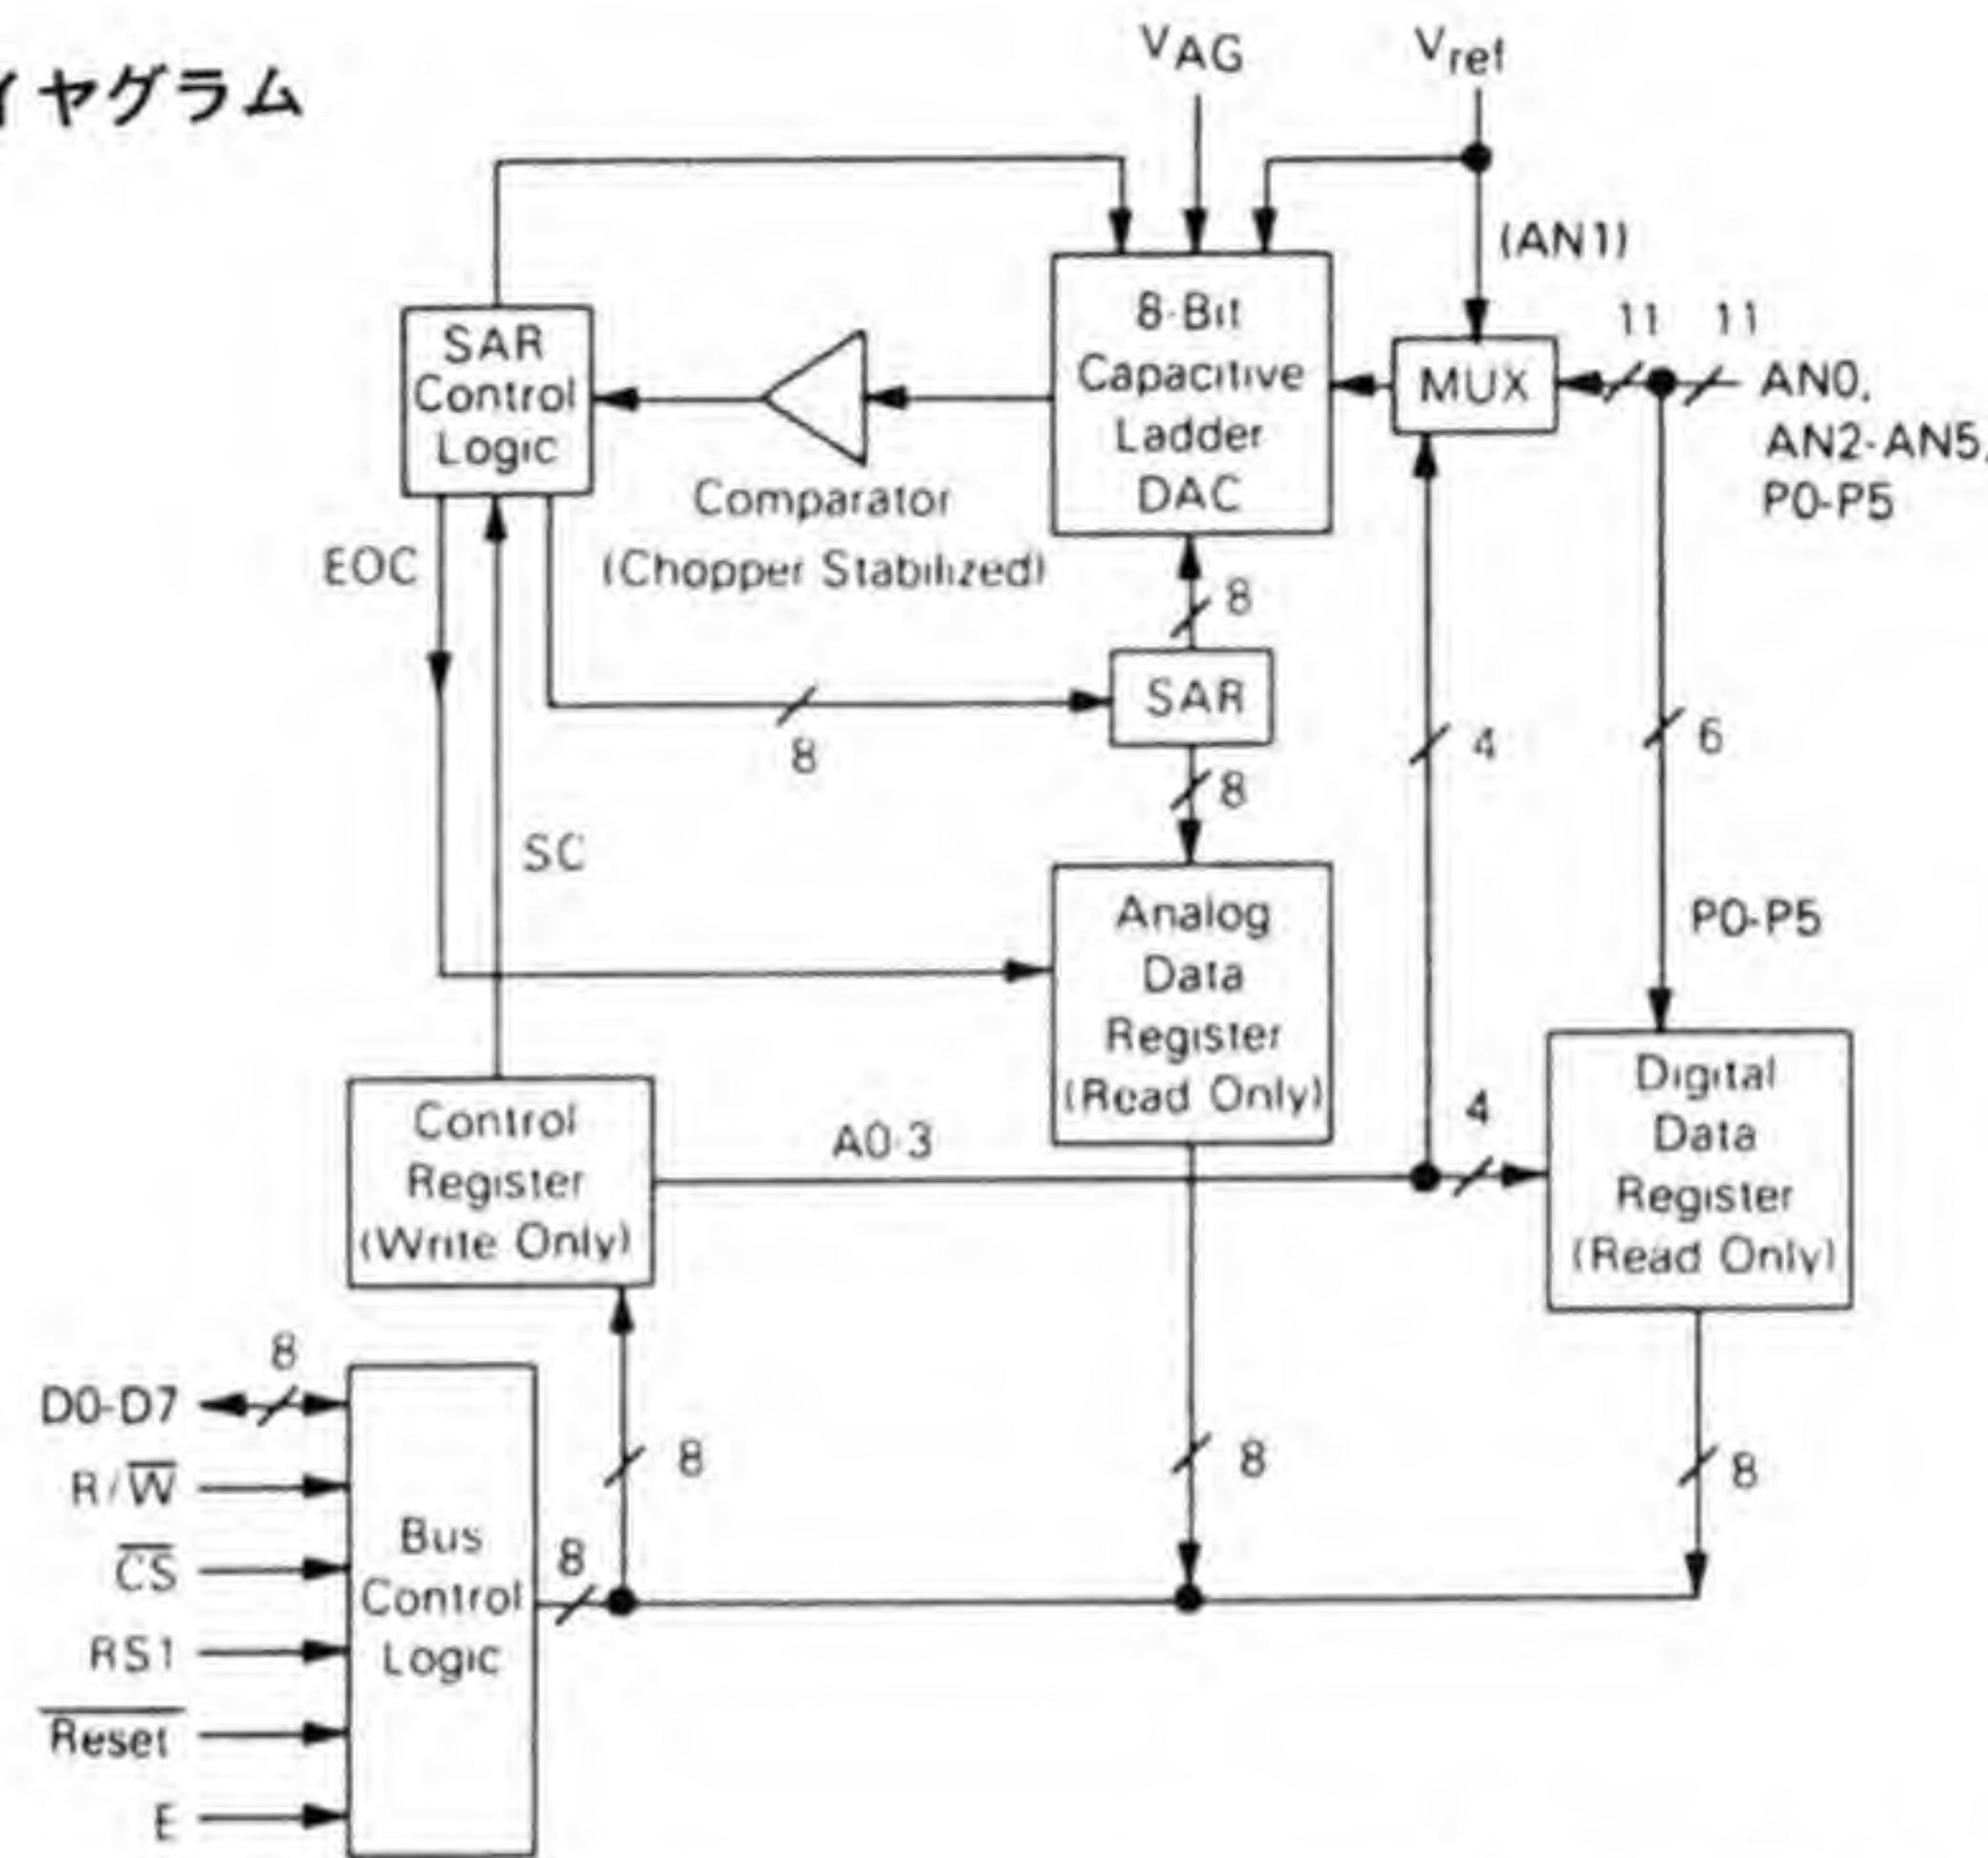 イヤグラム
VAG
Vref
(AN1)
8-Bit
Capacitive
Ladder
DAC
SAR
Control
Logic
MUX
11
11
AN0,
AN2-AN5,
P0-P5
Comparator
(Chopper Stabilized)
EOC
8
SAR
8
8
4
6
SC
P0-P5
Analog
Data
Register
(Read Only)
Digital
Data
Register
(Read Only)
4
Control
Register
(Write Only)
A0-3
8
D0-D7
R/W̅
C̅S̅
RS1
R̅e̅s̅e̅t̅
E
Bus
Control
Logic
8
8
8
8